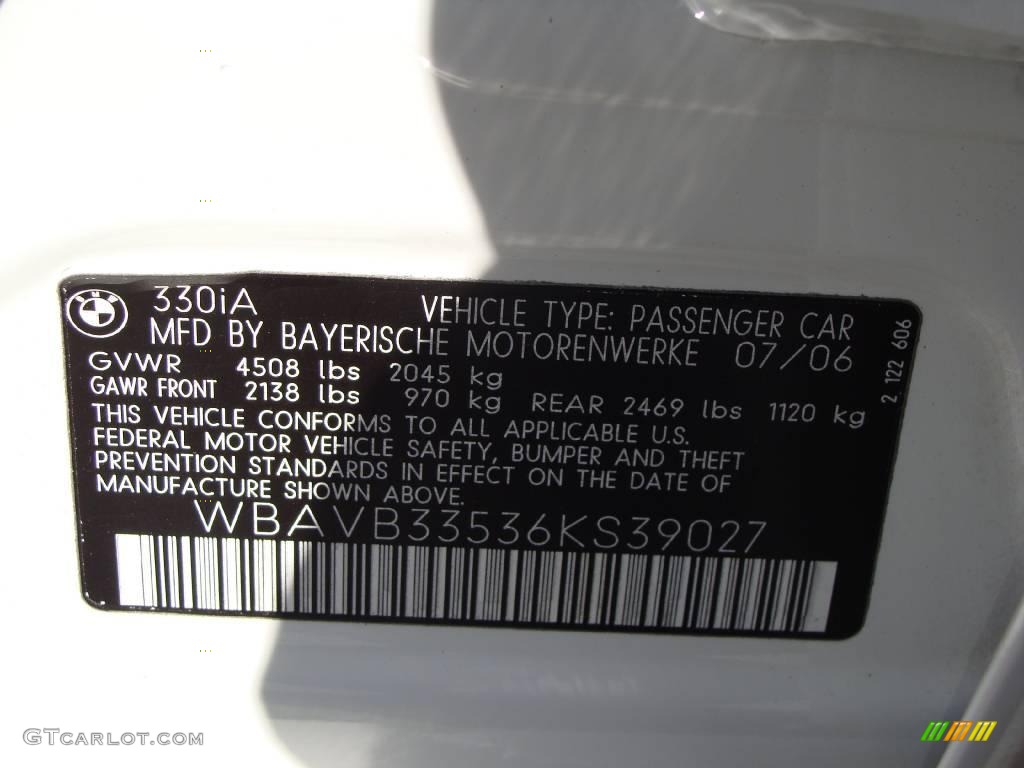 BMW
330iA VEHICLE TYPE: PASSENGER CAR
MFD BY BAYERISCHE MOTORENWERKE 07/06
GVWR 4508 lbs 2045 kg
GAWR FRONT 2138 lbs 970 kg REAR 2469 lbs 1120 kg
THIS VEHICLE CONFORMS TO ALL APPLICABLE U.S.
FEDERAL MOTOR VEHICLE SAFETY, BUMPER AND THEFT
PREVENTION STANDARDS IN EFFECT ON THE DATE OF
MANUFACTURE SHOWN ABOVE.
WBAVB33536KS39027
2 122 606
GTCARLOT.COM